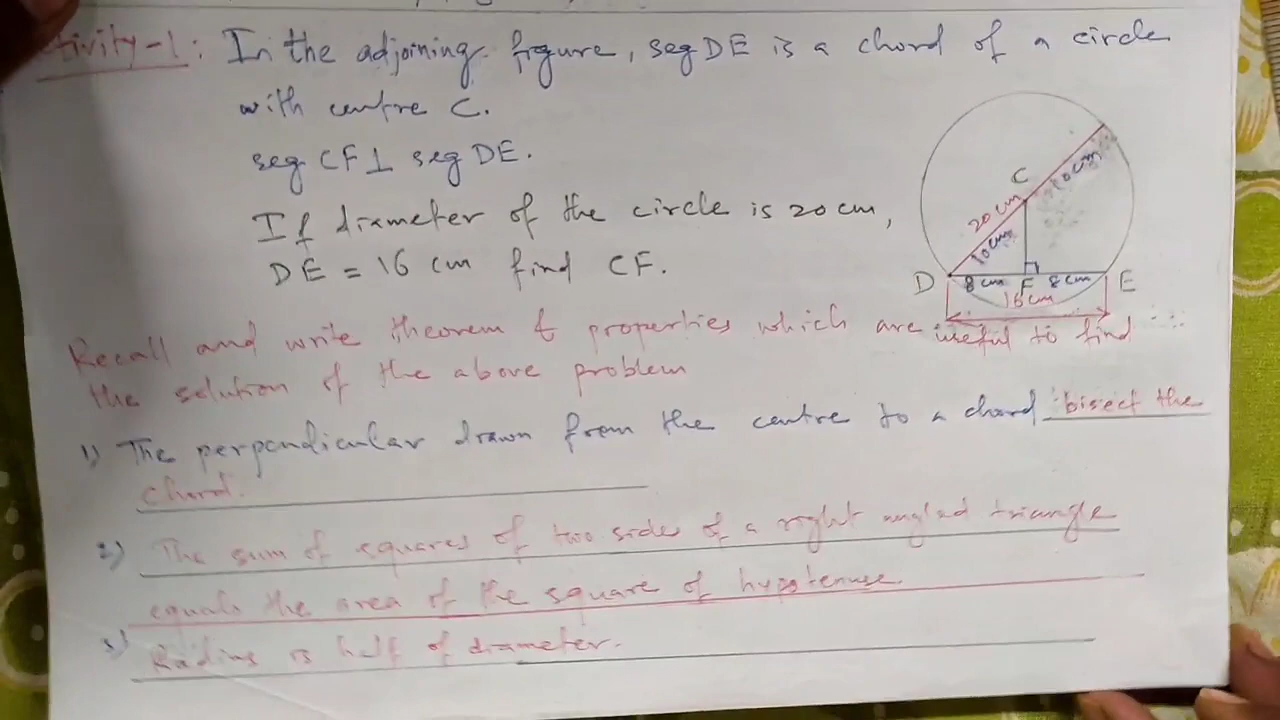 tivity-1: In the adjoining figure, seg DE is a chord of a circle
with centre C.
seg CF⊥ seg DE.
If diameter of the circle is 20 cm,
DE = 16 cm find CF.
C
20 cm
10 cm
10 cm
D 8 cm F 8 cm E
16 cm
Recall and write theorem & properties which are useful to find
the solution of the above problem
1) The perpendicular drawn from the centre to a chord bisect the
chord.
2) The sum of squares of two sides of a right angled triangle
equals the area of the square of hypotenuse.
3) Radius is half of diameter.